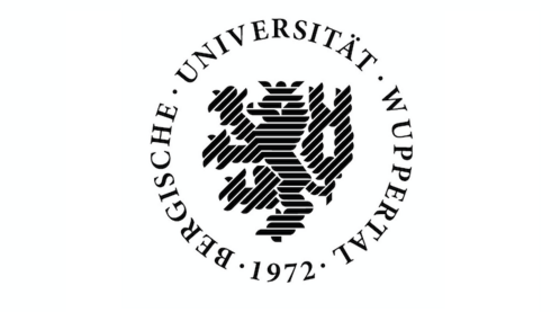 · BERGISCHE · UNIVERSITÄT · WUPPERTAL · 1972